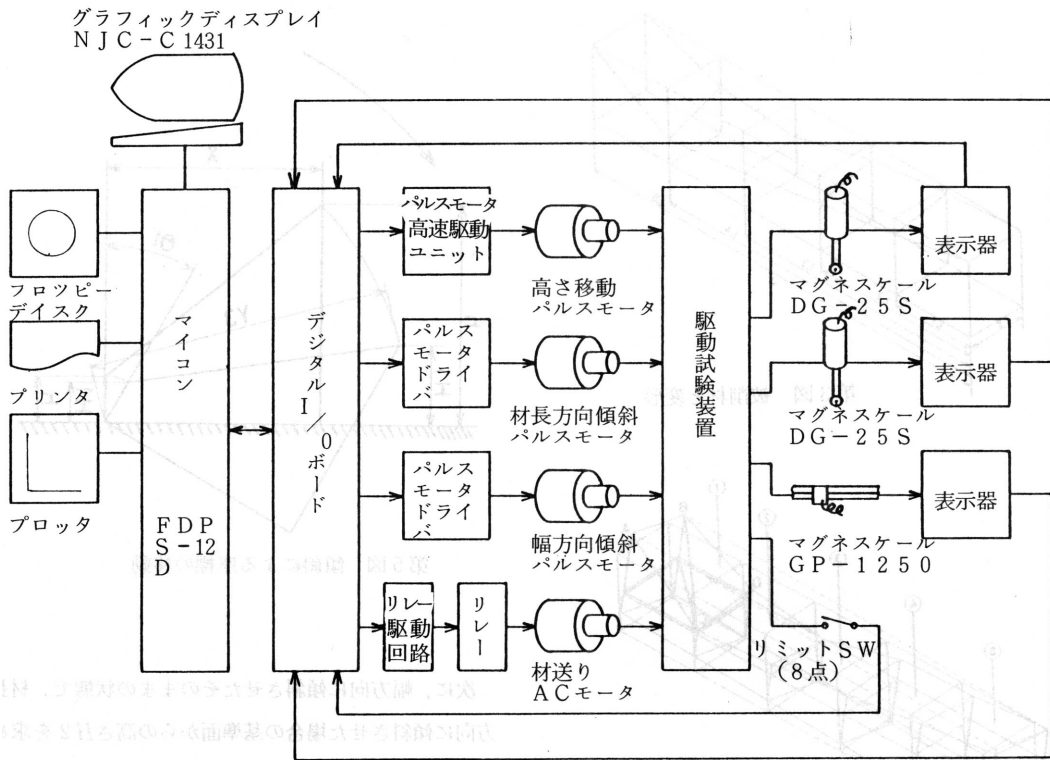 グラフィックディスプレイ
NJC-C1431
フロツピー
デイスク
プリンタ
プロッタ
マイコン
FDP
S-12
D
デジタルI/Oボード
パルスモータ
高速駆動
ユニット
パルス
モータ
ドライ
バ
パルス
モータ
ドライ
バ
リレー
駆動
回路
リレー
高さ移動
パルスモータ
材長方向傾斜
パルスモータ
幅方向傾斜
パルスモータ
材送り
ACモータ
駆動試験装置
マグネスケール
DG-25S
マグネスケール
DG-25S
マグネスケール
GP-1250
リミットSW
(8点)
表示器
表示器
表示器